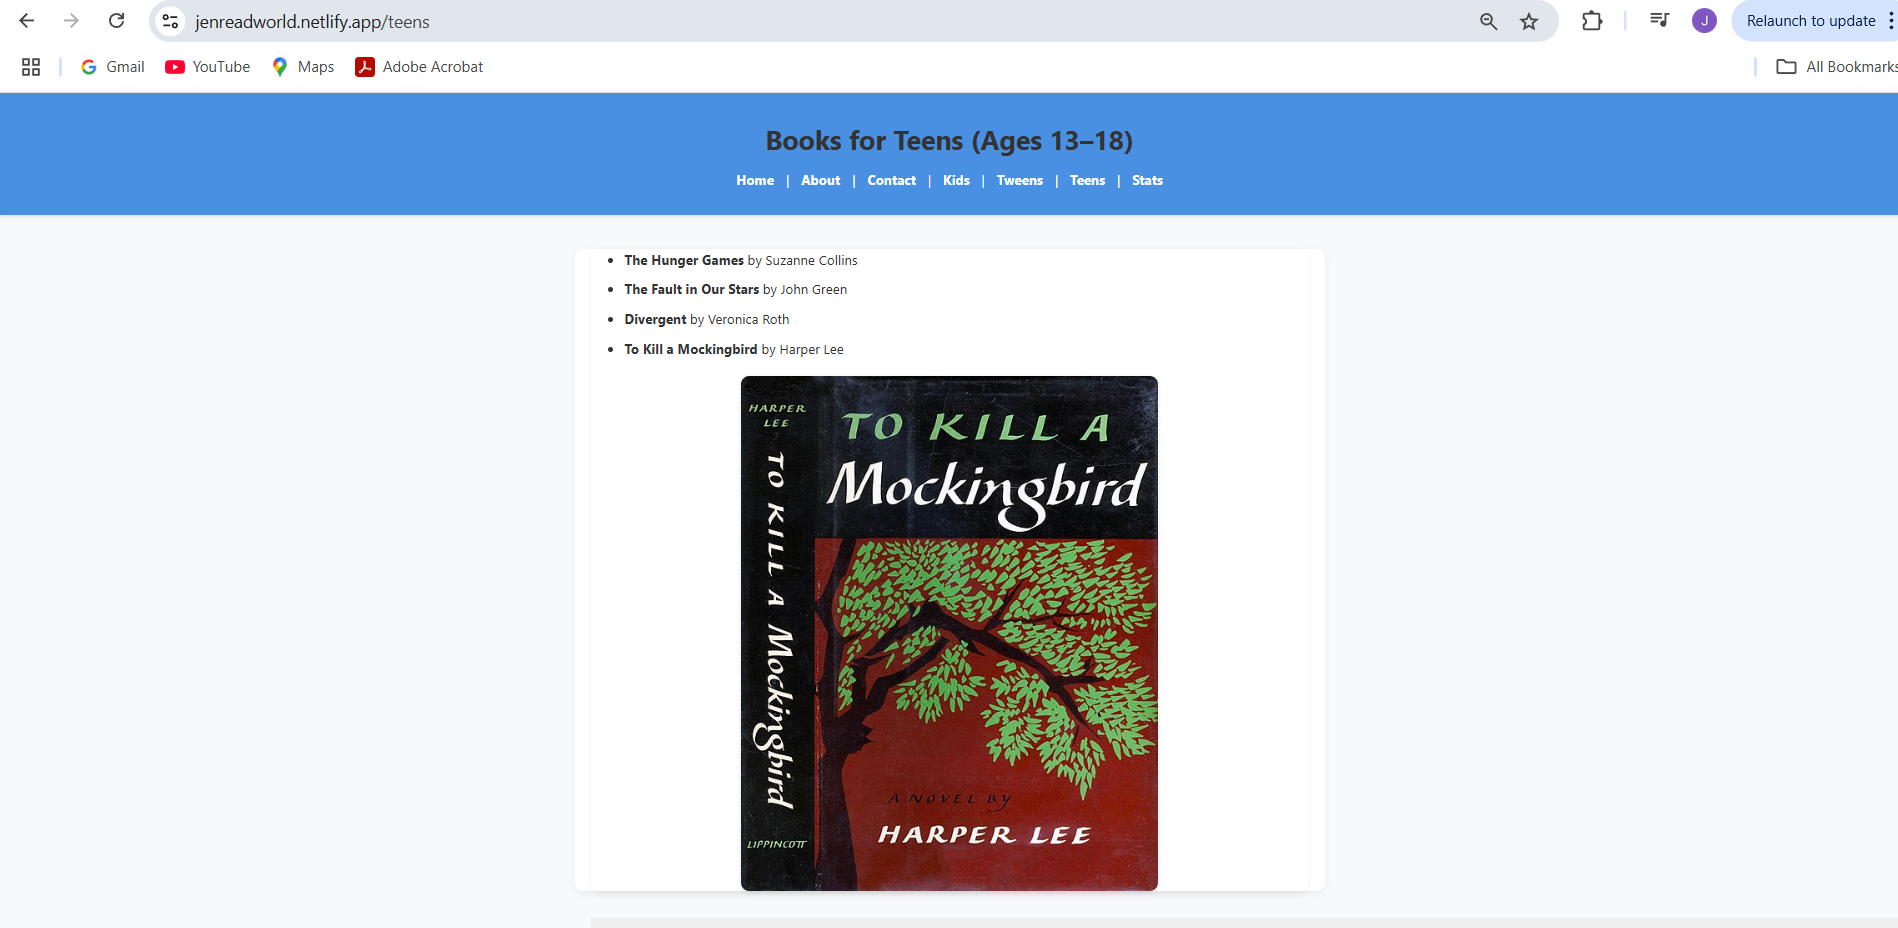 jenreadworld.netlify.app/teens
J
Relaunch to update
Gmail
YouTube
Maps
Adobe Acrobat
All Bookmarks
Books for Teens (Ages 13–18)
Home | About | Contact | Kids | Tweens | Teens | Stats
• The Hunger Games by Suzanne Collins
• The Fault in Our Stars by John Green
• Divergent by Veronica Roth
• To Kill a Mockingbird by Harper Lee
HARPER
LEE
TO KILL A Mockingbird
LIPPINCOTT
TO KILL A
Mockingbird
A NOVEL BY
HARPER LEE